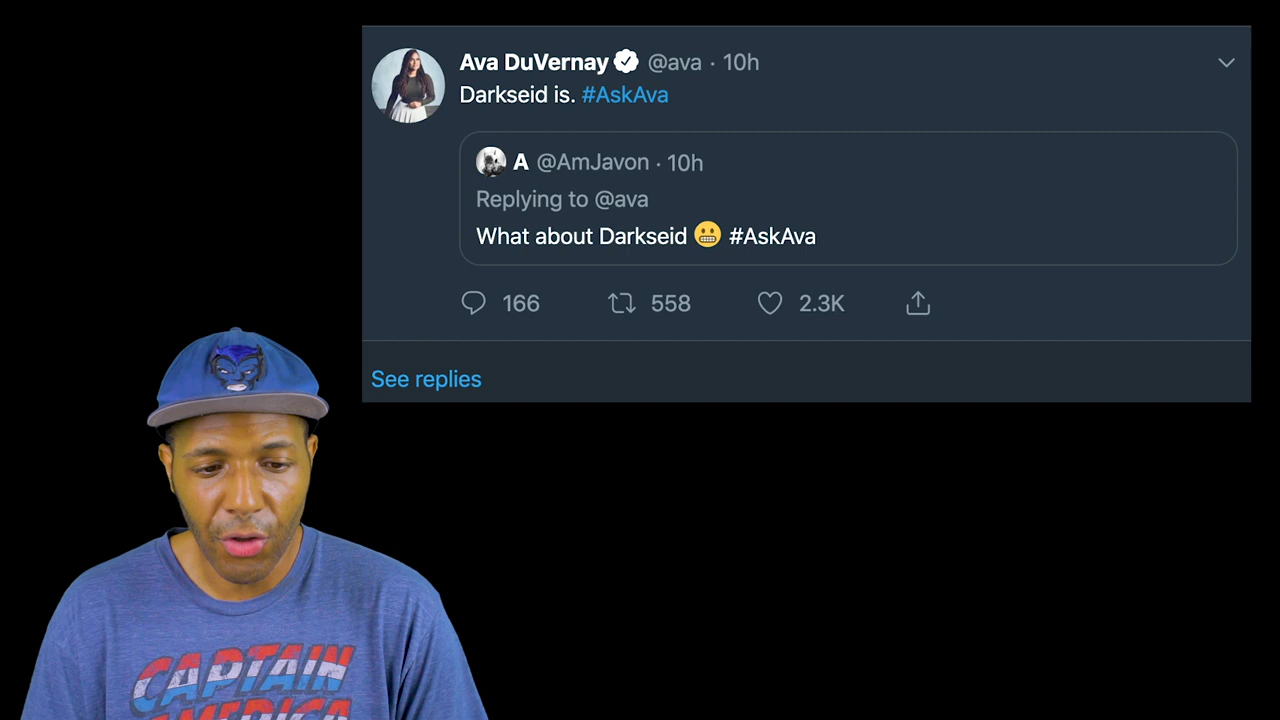 Ava DuVernay @ava · 10h
Darkseid is. #AskAva
A @AmJavon · 10h
Replying to @ava
What about Darkseid 😬 #AskAva
166 558 2.3K
See replies
CAPTAIN
AMERICA